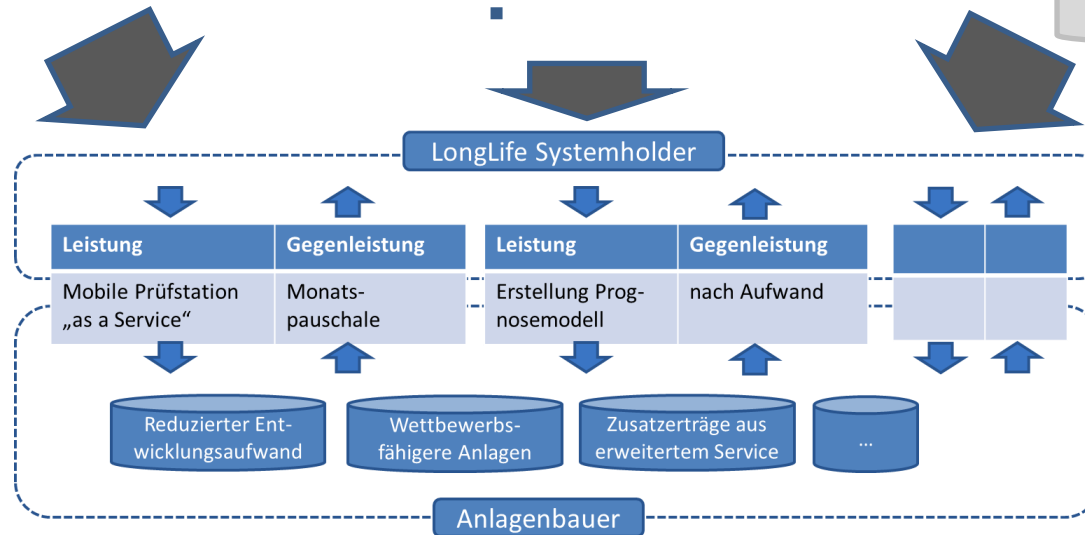 LongLife Systemholder
Leistung
Gegenleistung
Mobile Prüfstation
„as a Service“
Monats-
pauschale
Leistung
Gegenleistung
Erstellung Prog-
nosemodell
nach Aufwand
Reduzierter Ent-
wicklungsaufwand
Wettbewerbs-
fähigere Anlagen
Zusatzerträge aus
erweitertem Service
...
Anlagenbauer